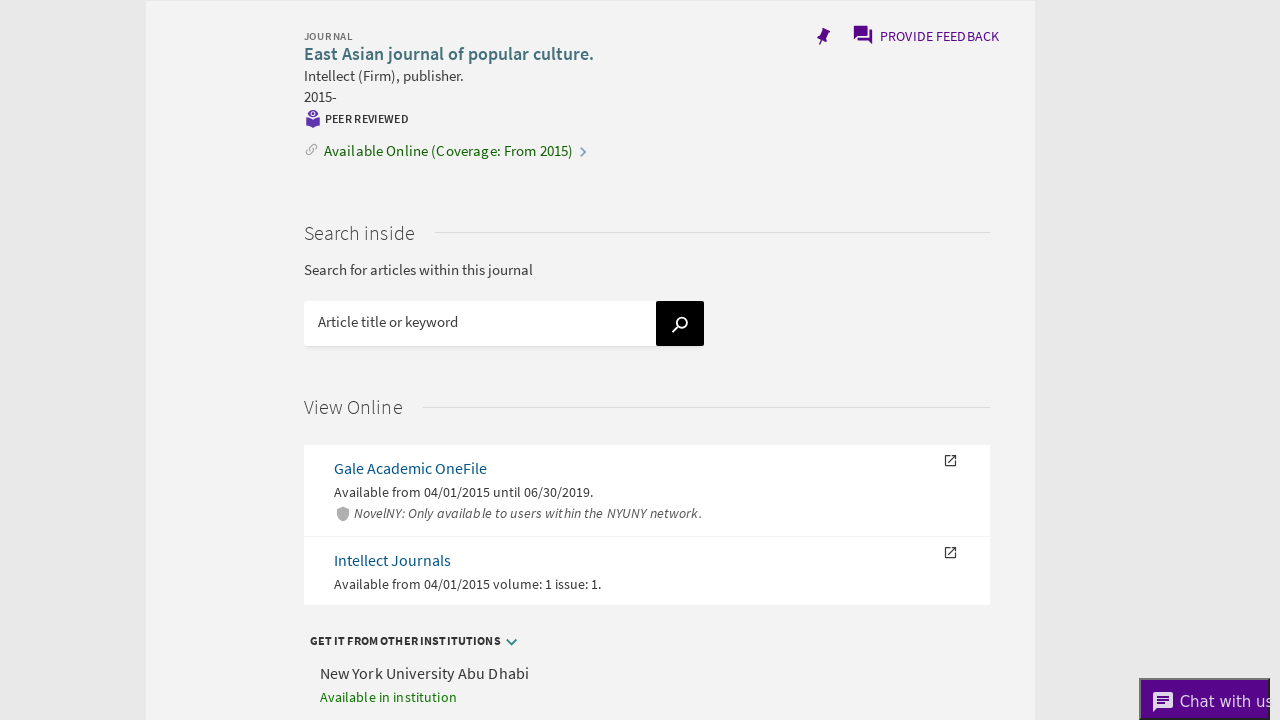 JOURNAL
East Asian journal of popular culture.
Intellect (Firm), publisher.
2015-
PEER REVIEWED
Available Online (Coverage: From 2015)
PROVIDE FEEDBACK
Search inside
Search for articles within this journal
Article title or keyword
View Online
Gale Academic OneFile
Available from 04/01/2015 until 06/30/2019.
NovelNY: Only available to users within the NYUNY network.
Intellect Journals
Available from 04/01/2015 volume: 1 issue: 1.
GET IT FROM OTHER INSTITUTIONS
New York University Abu Dhabi
Available in institution
Chat with us